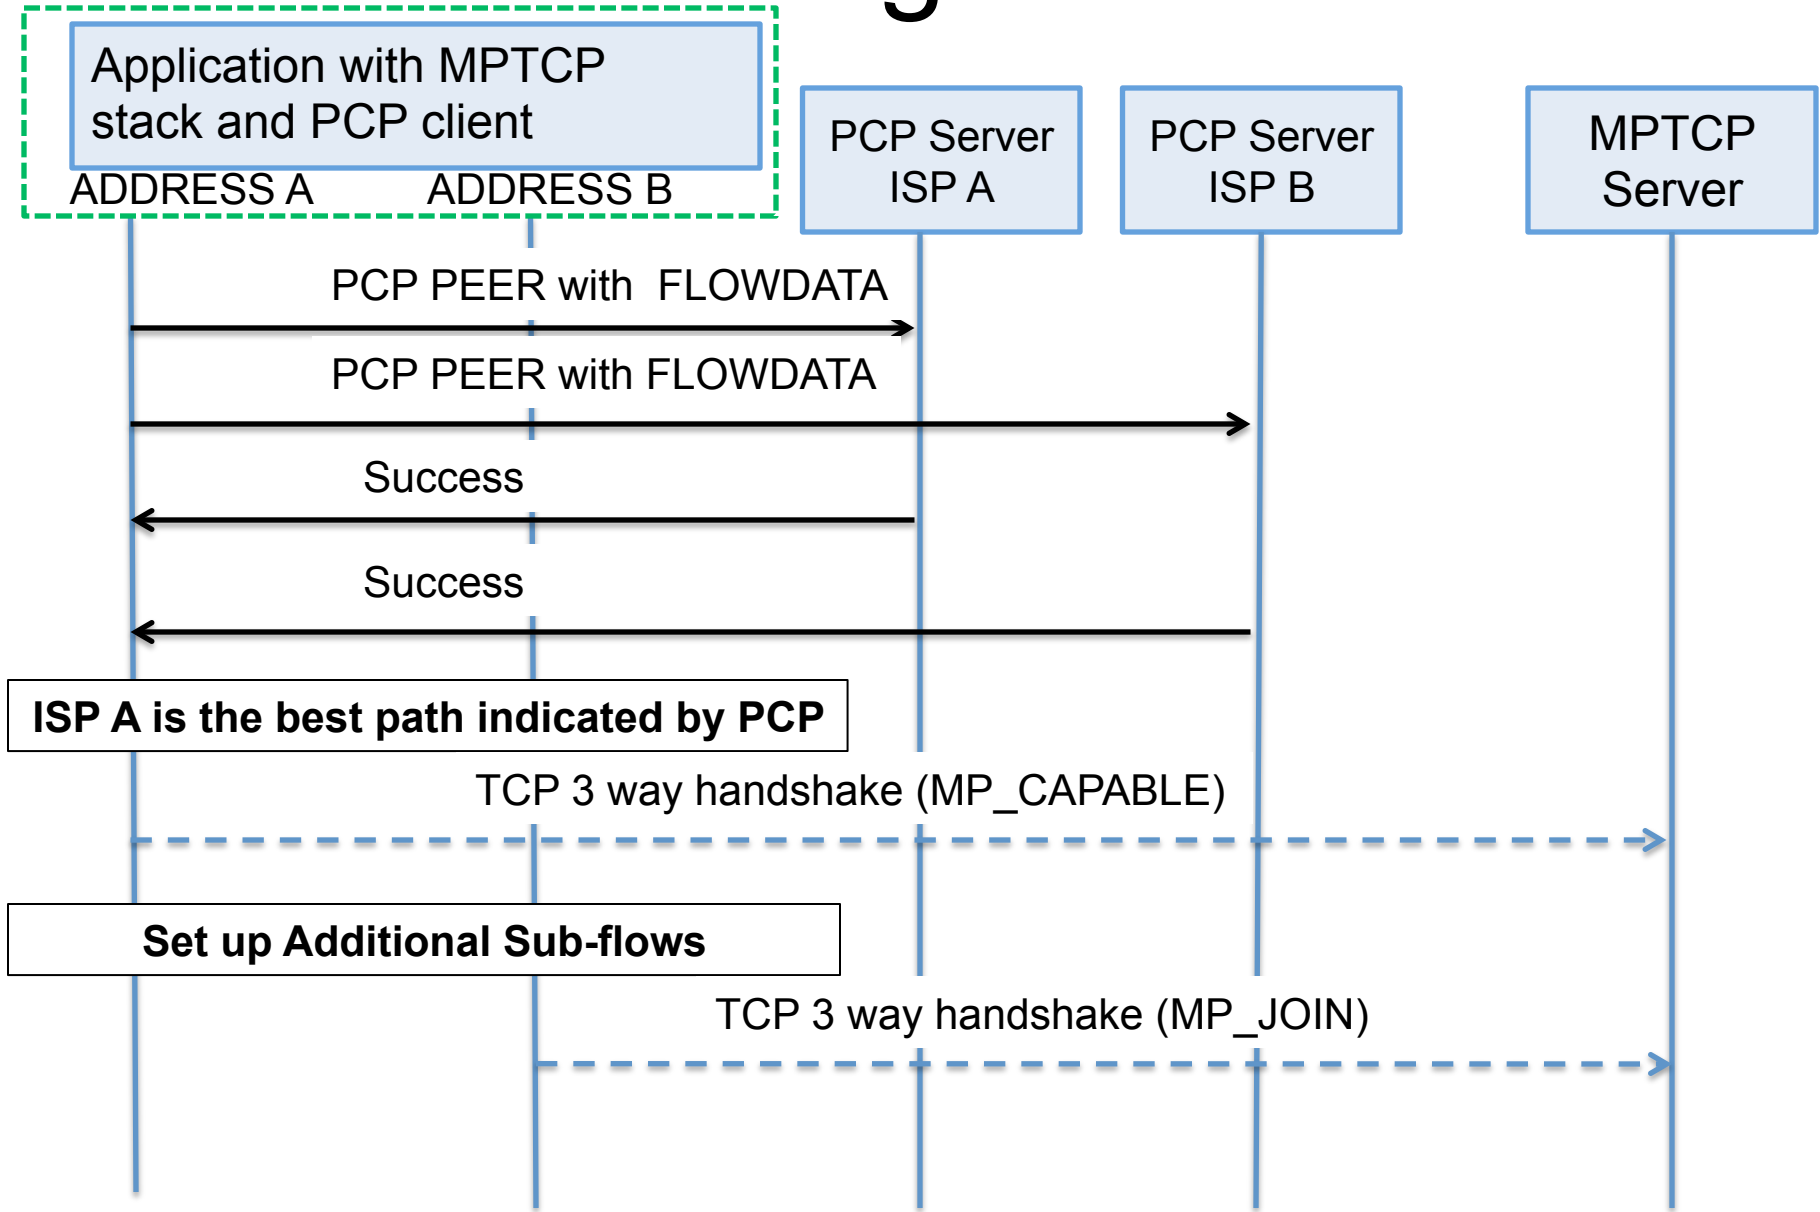 Application with MPTCP
stack and PCP client
ADDRESS A ADDRESS B
PCP Server
ISP A
PCP Server
ISP B
MPTCP
Server
PCP PEER with FLOWDATA
PCP PEER with FLOWDATA
Success
Success
ISP A is the best path indicated by PCP
TCP 3 way handshake (MP_CAPABLE)
Set up Additional Sub-flows
TCP 3 way handshake (MP_JOIN)